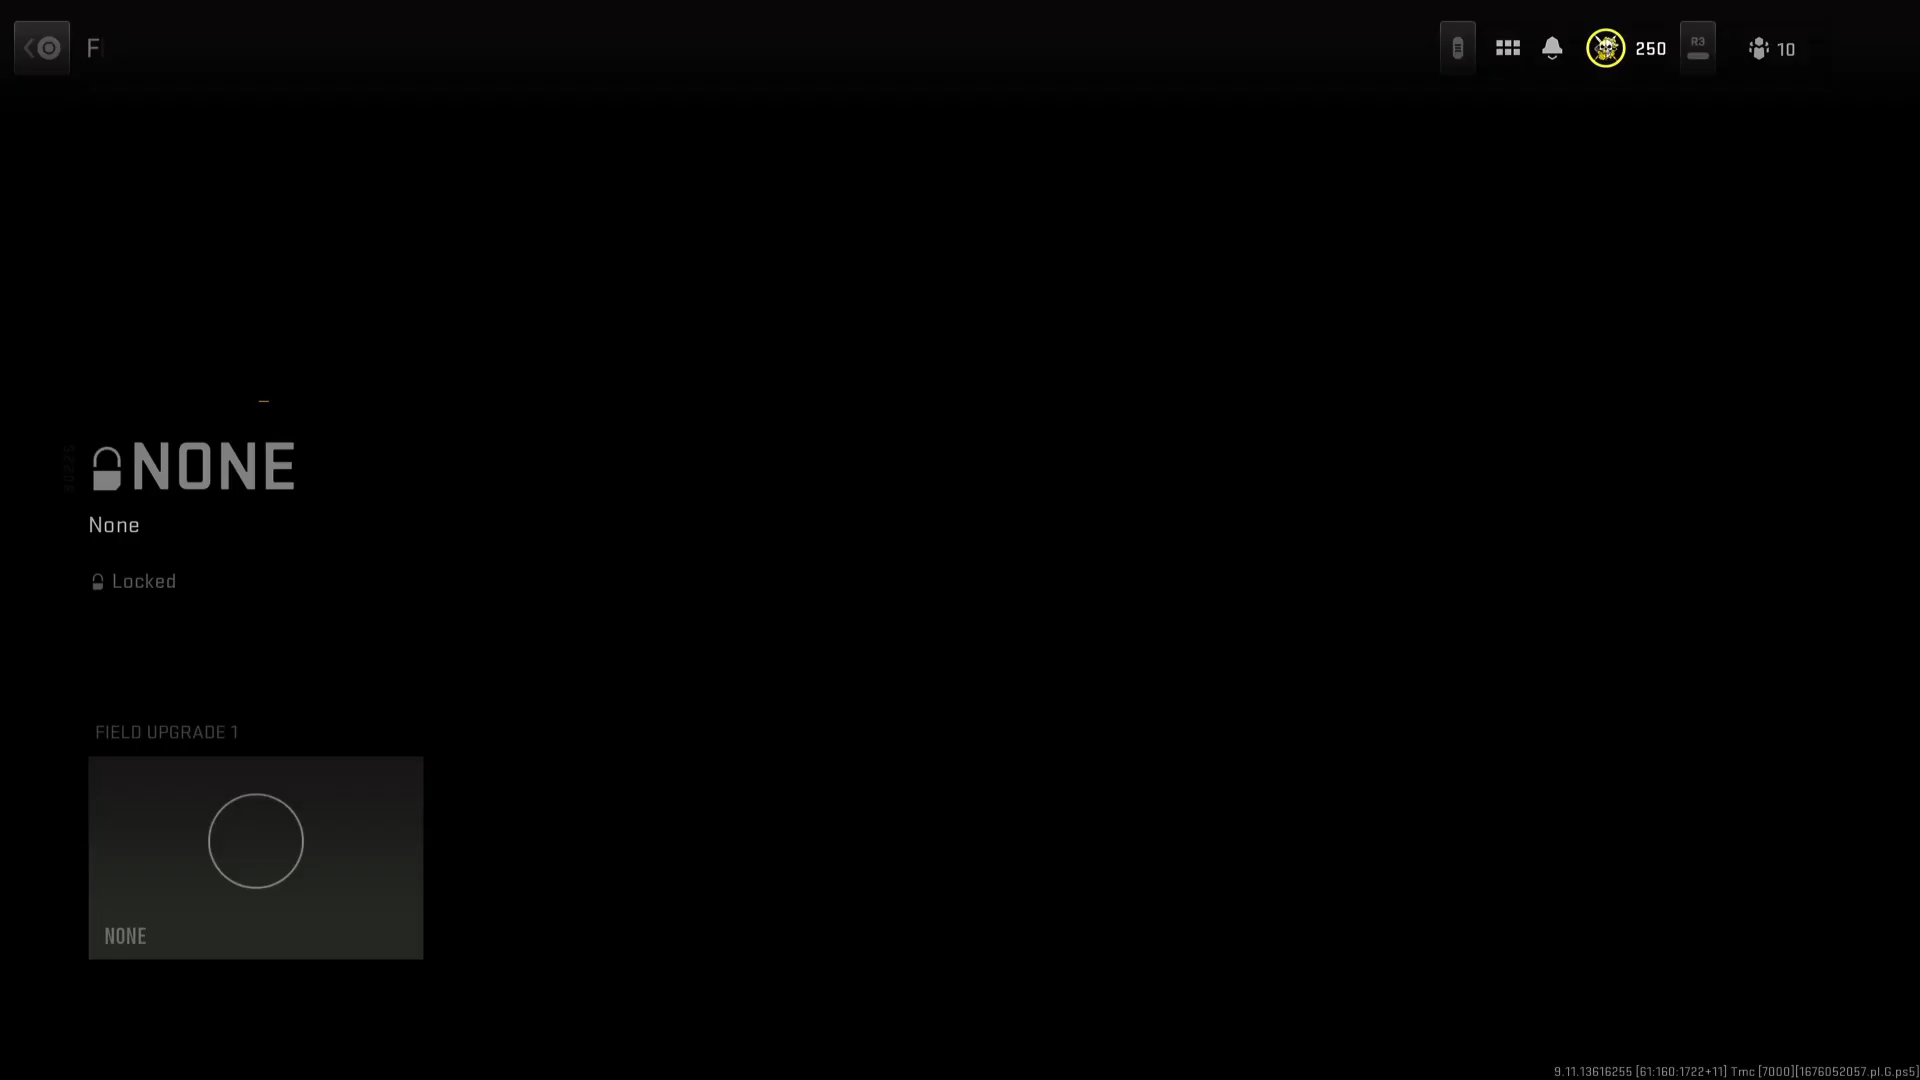 F
250
R3
10
NONE
None
Locked
FIELD UPGRADE 1
NONE
9.11.13616255 [61:160:1722+11] Tmc [7000][1676052057.pl.G.ps5]